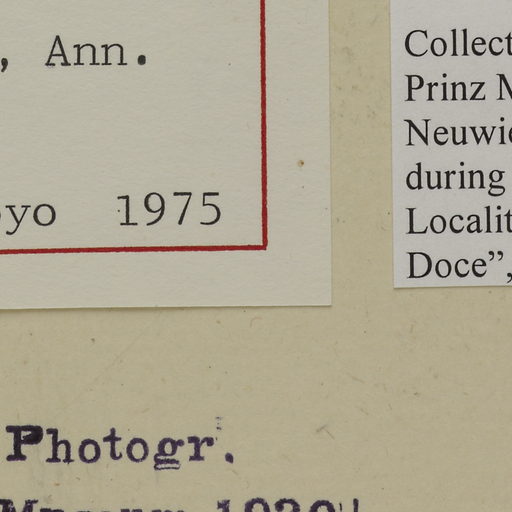 , Ann.
yo 1975
Collect
Prinz M
Neuwie
during
Localit
Doce”,
Photogr.